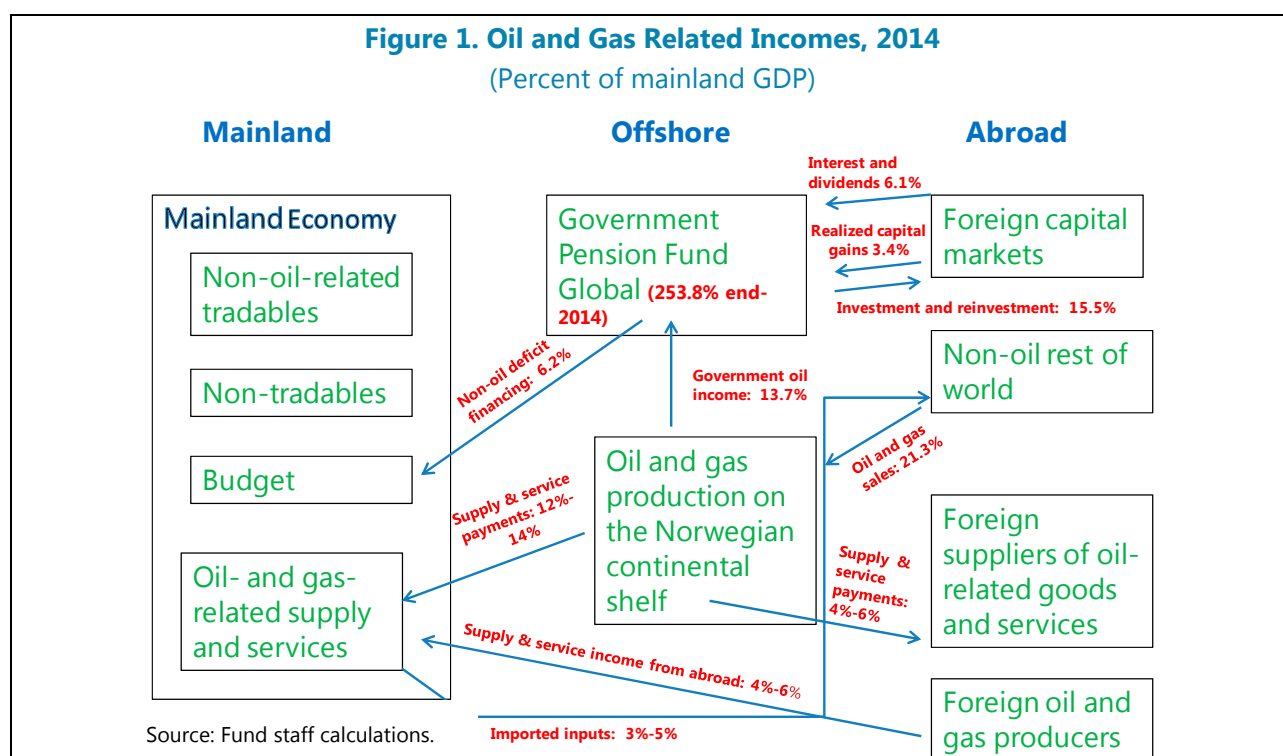 Figure 1. Oil and Gas Related Incomes, 2014
(Percent of mainland GDP)
Mainland
Offshore
Abroad
Mainland Economy
Non-oil-related
tradables
Non-tradables
Budget
Oil- and gas-
related supply
and services
Government
Pension Fund
Global (253.8% end-
2014)
Non-oil deficit
financing: 6.2%
Government oil
income: 13.7%
Supply & service
payments: 12%-
14%
Oil and gas
production on
the Norwegian
continental
shelf
Interest and
dividends 6.1%
Realized capital
gains 3.4%
Investment and reinvestment: 15.5%
Foreign capital
markets
Non-oil rest of
world
Oil and gas
sales: 21.3%
Supply &
service
payments:
4%-6%
Foreign
suppliers of oil-
related goods
and services
Supply & service income from abroad: 4%-6%
Foreign oil and
gas producers
Imported inputs: 3%-5%
Source: Fund staff calculations.